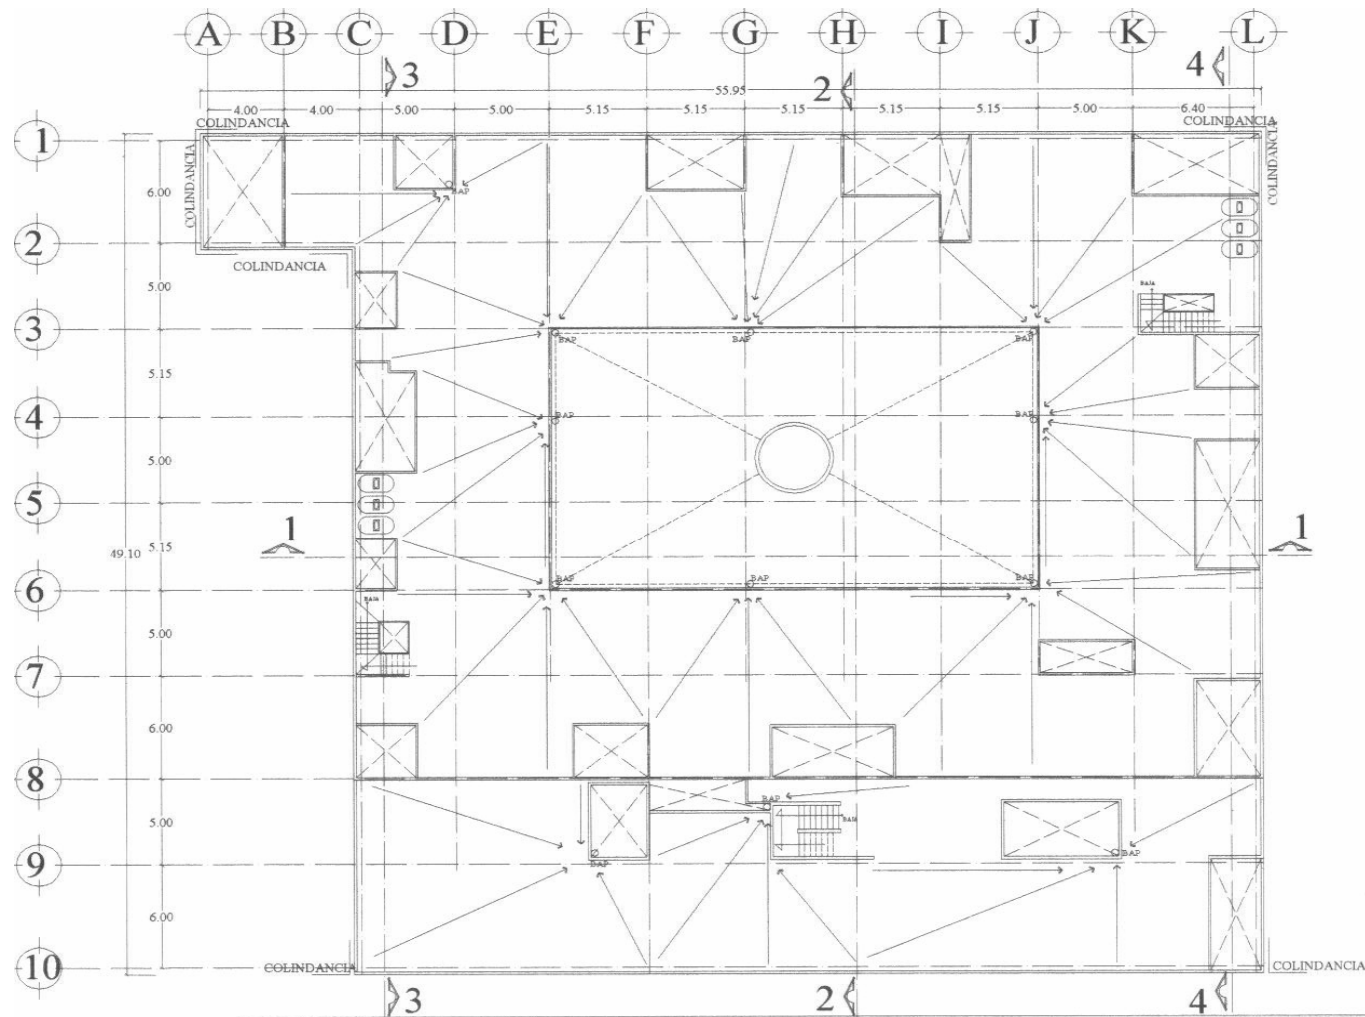 A B C D E F G H I J K L
3 2 4
55.95
4.00 4.00 5.00 5.00 5.15 5.15 5.15 5.15 5.15 5.00 6.40
COLINDANCIA COLINDANCIA
1
COLINDANCIA COLINDANCIA
6.00
BAP
2
COLINDANCIA
5.00
BAJA
3
BAP BAP BAP
5.15
4
BAP BAP
5.00
5
1 1
49.10 5.15
6
BAP BAP BAP
BAJA
5.00
7
6.00
8
BAP
BAJA
5.00
9
BAP BAP
6.00
10
COLINDANCIA COLINDANCIA
3 2 4